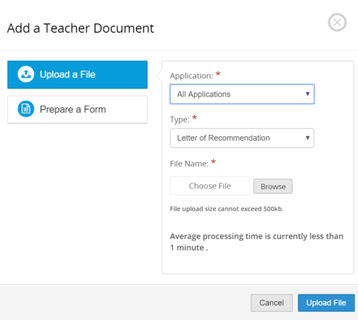 Add a Teacher Document
Upload a File
Prepare a Form
Application: *
All Applications
Type: *
Letter of Recommendation
File Name: *
Choose File
Browse
File upload size cannot exceed 500kb.
Average processing time is currently less than
1 minute .
Cancel
Upload File